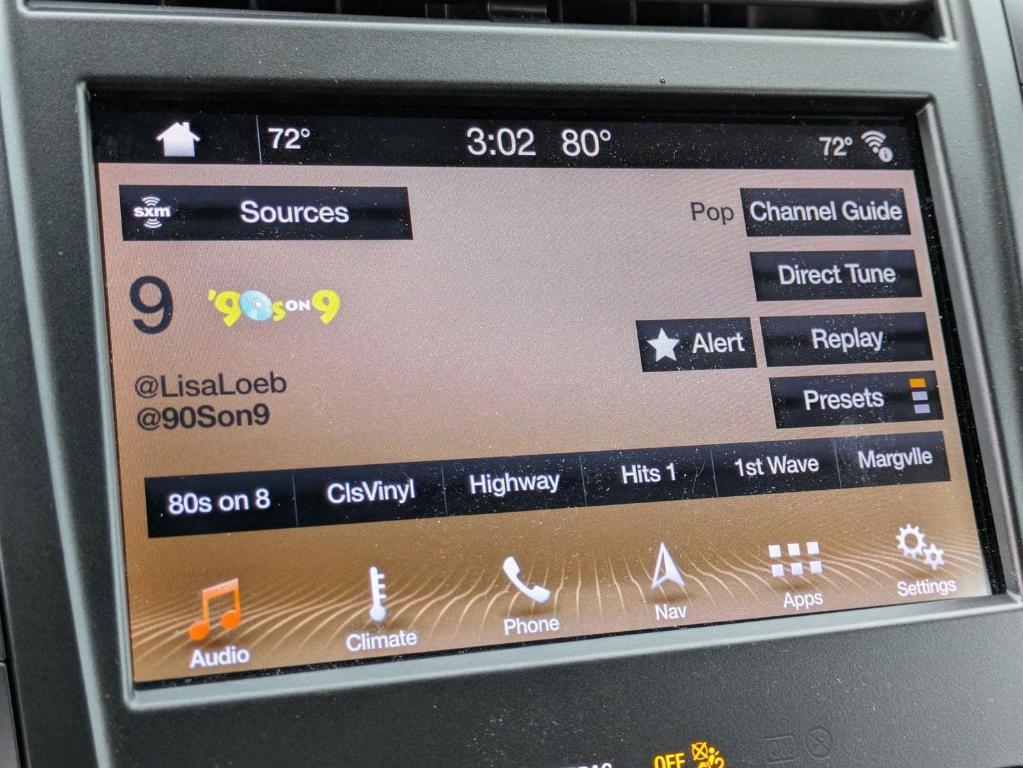 72° 3:02 80° 72°
sxm Sources
Pop Channel Guide
Direct Tune
9 '90s ON 9
Alert Replay
@LisaLoeb
@90Son9
Presets
80s on 8 ClsVinyl Highway Hits 1 1st Wave Margvlle
Audio Climate Phone Nav Apps Settings
OFF